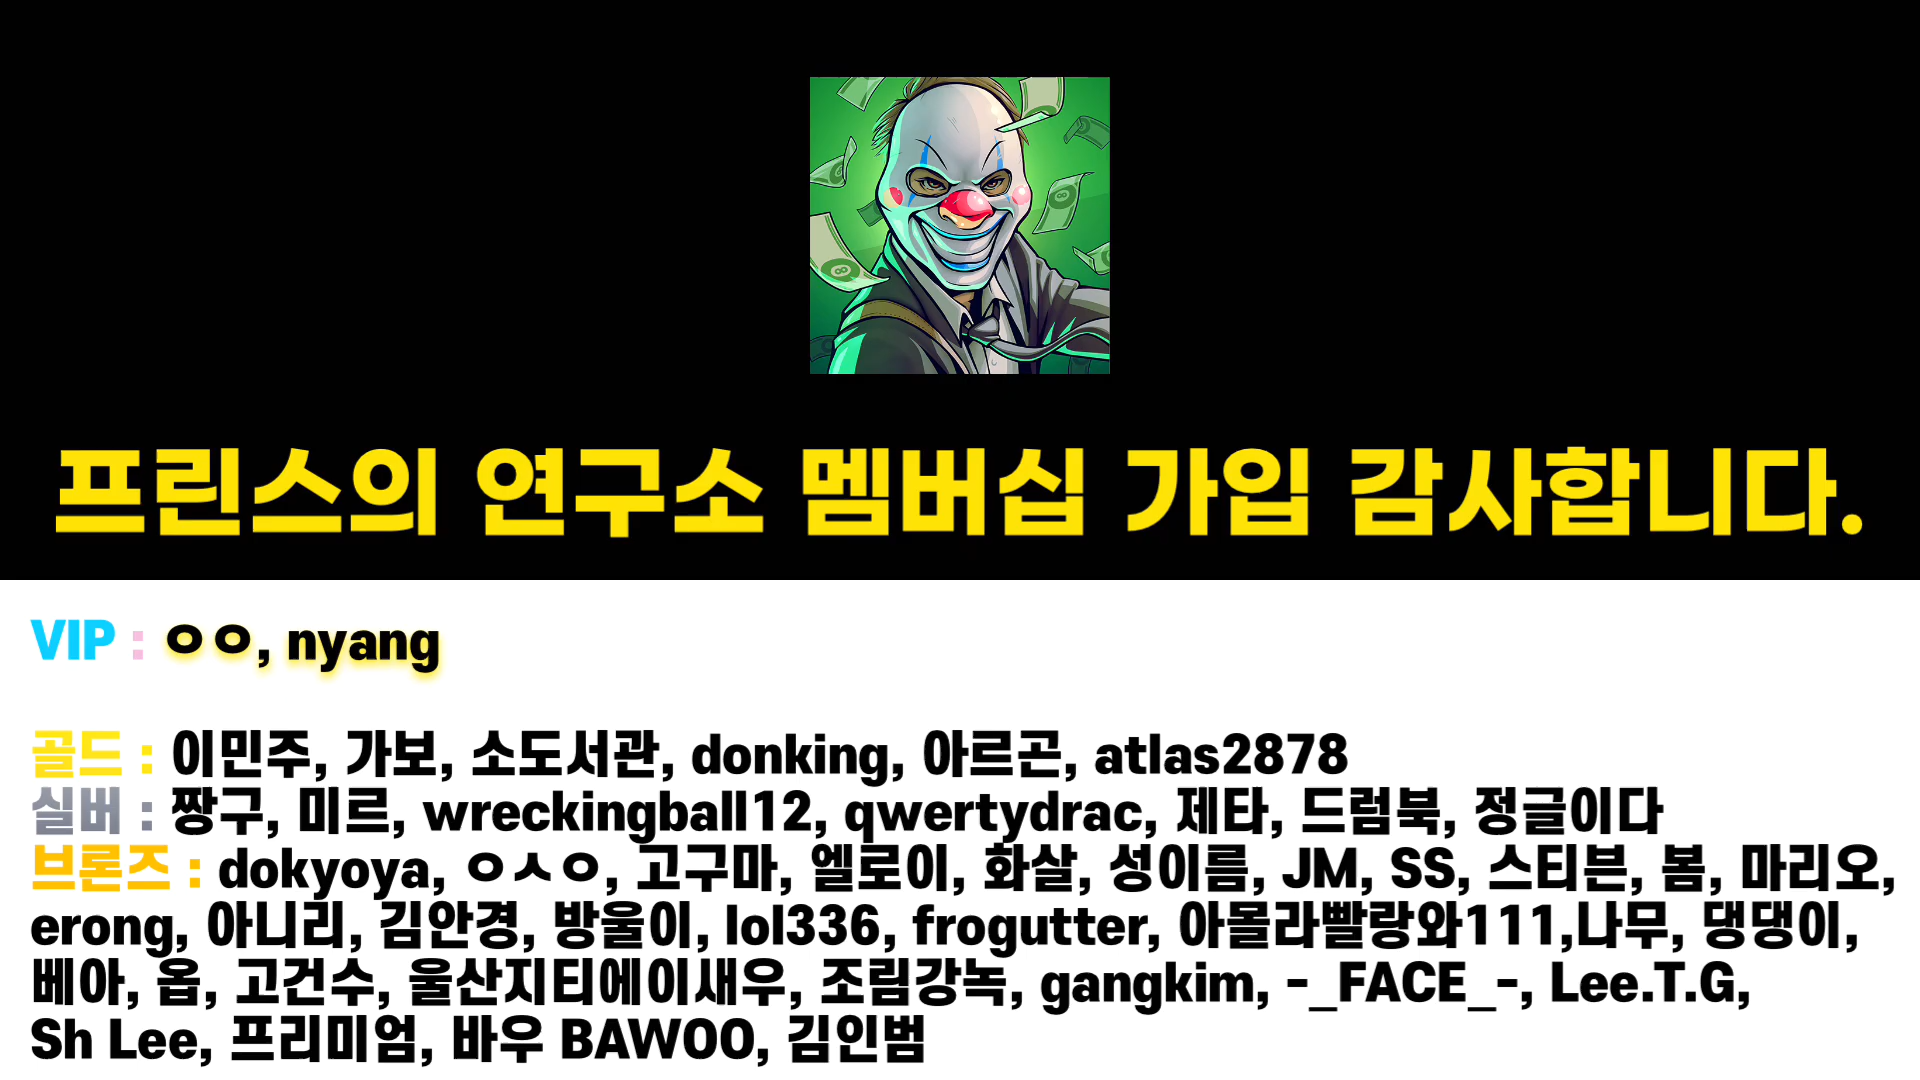 프린스의 연구소 멤버십 가입 감사합니다.
VIP : ㅇㅇ, nyang
골드 : 이민주, 가보, 소도서관, donking, 아르곤, atlas2878
실버 : 짱구, 미르, wreckingball12, qwertydrac, 제타, 드럼북, 정글이다
브론즈 : dokyoya, ㅇㅅㅇ, 고구마, 엘로이, 화살, 성이름, JM, SS, 스티븐, 봄, 마리오,
erong, 아니리, 김안경, 방울이, lol336, frogutter, 아몰라빨랑와111,나무, 댕댕이,
베아, 옵, 고건수, 울산지티에이새우, 조림강녹, gangkim, -_FACE_-, Lee.T.G,
Sh Lee, 프리미엄, 바우 BAWOO, 김인범